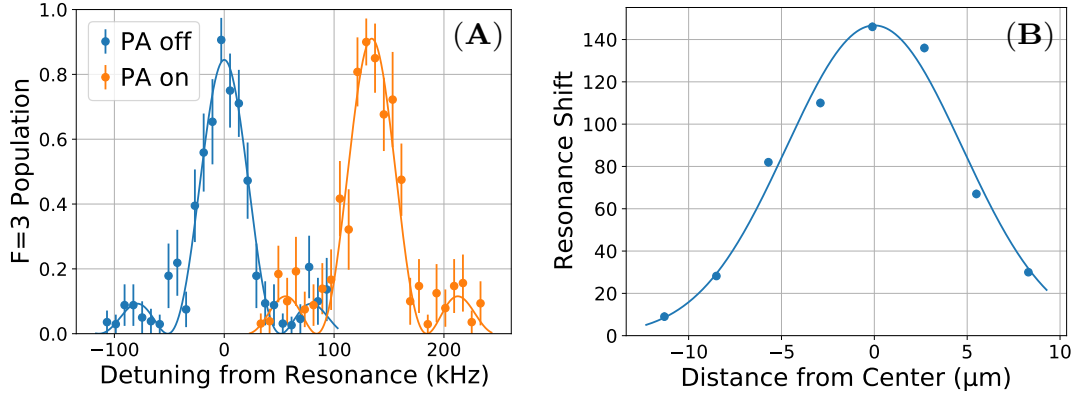 (A)
PA off
PA on
F=3 Population
1.0
0.8
0.6
0.4
0.2
0.0
−100
0
100
200
Detuning from Resonance (kHz)
(B)
Resonance Shift
140
120
100
80
60
40
20
0
−10
−5
0
5
10
Distance from Center (μm)